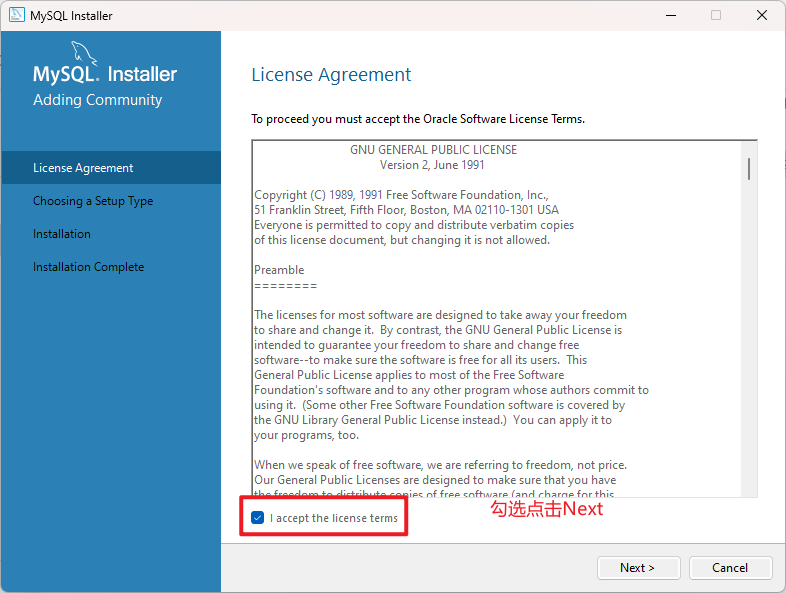 MySQL Installer
MySQL. Installer
Adding Community
License Agreement
Choosing a Setup Type
Installation
Installation Complete
License Agreement
To proceed you must accept the Oracle Software License Terms.
GNU GENERAL PUBLIC LICENSE
Version 2, June 1991
Copyright (C) 1989, 1991 Free Software Foundation, Inc.,
51 Franklin Street, Fifth Floor, Boston, MA 02110-1301 USA
Everyone is permitted to copy and distribute verbatim copies
of this license document, but changing it is not allowed.
Preamble
========
The licenses for most software are designed to take away your freedom
to share and change it.  By contrast, the GNU General Public License is
intended to guarantee your freedom to share and change free
software--to make sure the software is free for all its users.  This
General Public License applies to most of the Free Software
Foundation's software and to any other program whose authors commit to
using it.  (Some other Free Software Foundation software is covered by
the GNU Library General Public License instead.)  You can apply it to
your programs, too.
When we speak of free software, we are referring to freedom, not price.
Our General Public Licenses are designed to make sure that you have
the freedom to distribute copies of free software (and charge for this
I accept the license terms
勾选点击Next
Next >
Cancel